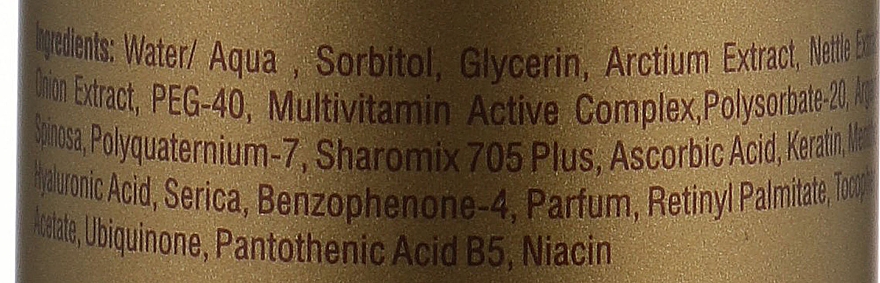 Ingredients: Water/ Aqua , Sorbitol, Glycerin, Arctium Extract, Nettle
Onion Extract, PEG-40, Multivitamin Active Complex,Polysorbate-20,
Spinosa, Polyquaternium-7, Sharomix 705 Plus, Ascorbic Acid, Keratin,
Hyaluronic Acid, Serica, Benzophenone-4, Parfum, Retinyl Palmitate,
Acetate, Ubiquinone, Pantothenic Acid B5, Niacin